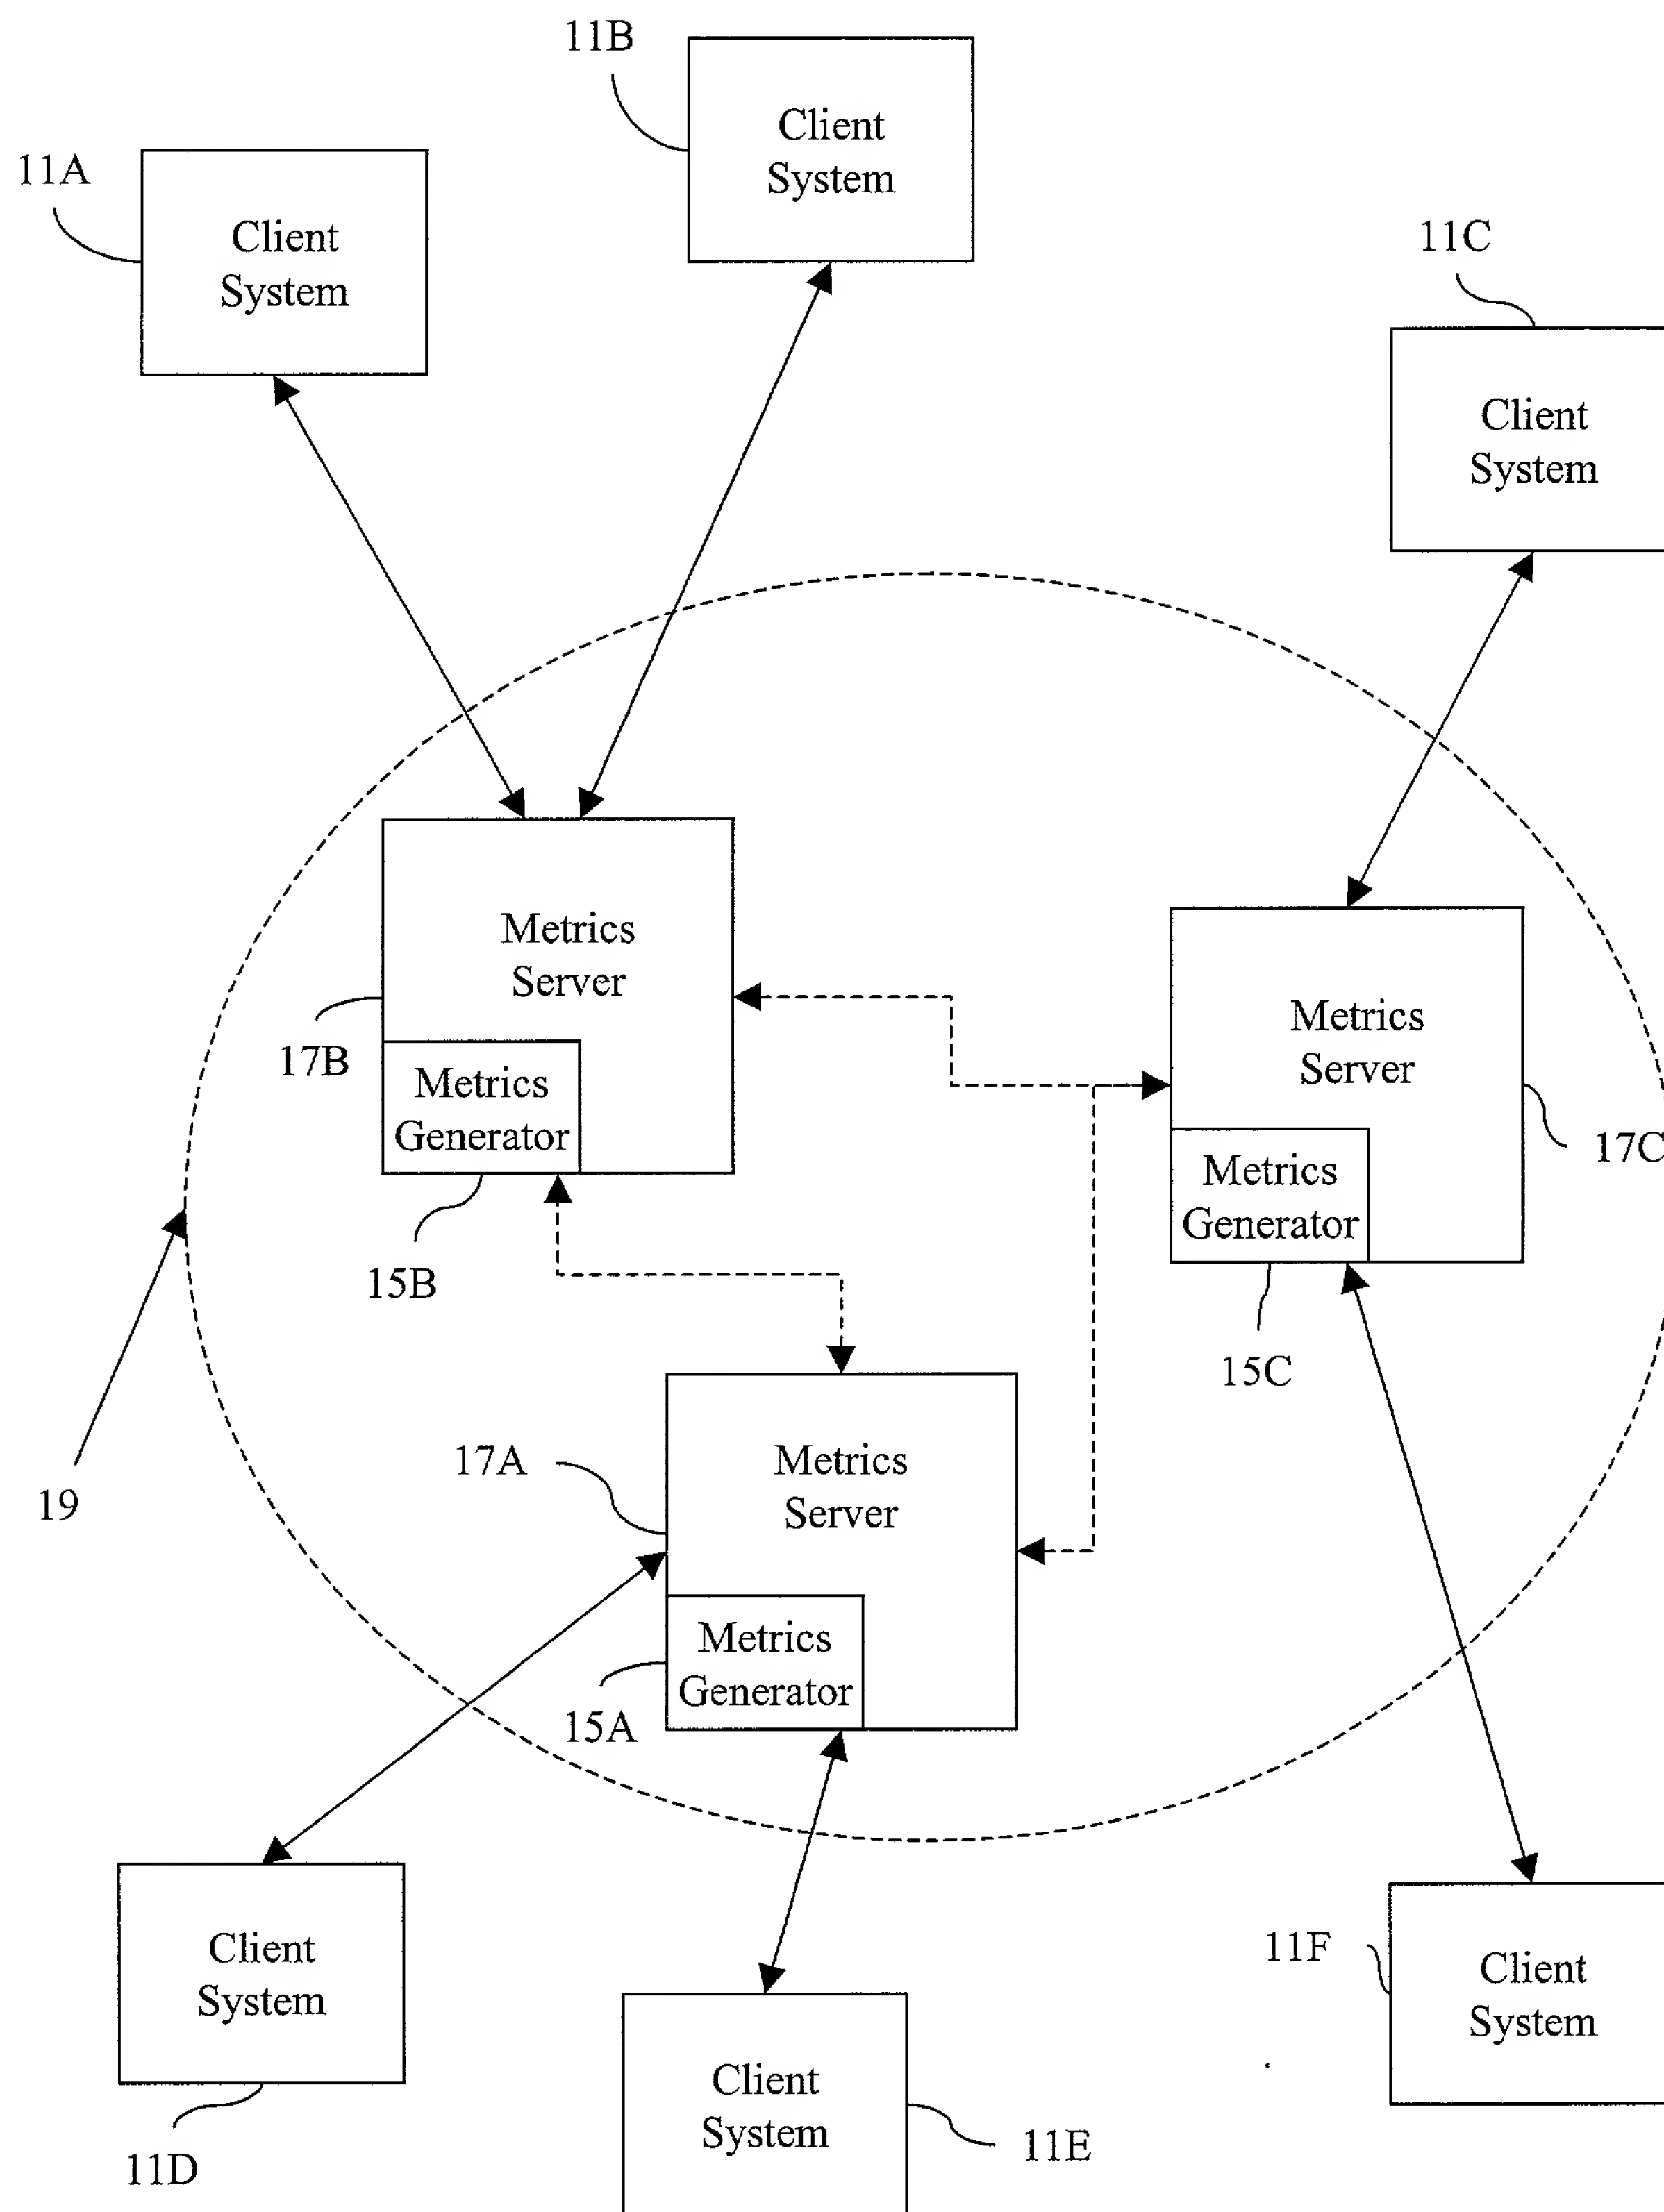 11B
Client
System
11A
Client
System
11C
Client
System
Metrics
Server
17B
Metrics
Generator
15B
Metrics
Server
17C
Metrics
Generator
15C
19
17A
Metrics
Server
Metrics
Generator
15A
Client
System
11D
Client
System
11E
11F
Client
System